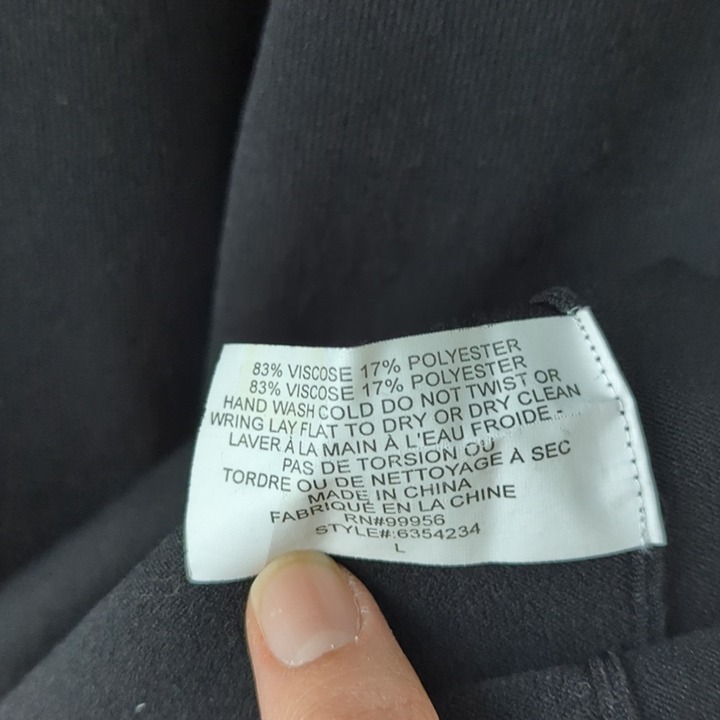 83% VISCOSE 17% POLYESTER
83% VISCOSE 17% POLYESTER
HAND WASH COLD DO NOT TWIST OR
WRING LAY FLAT TO DRY OR DRY CLEAN
LAVER À LA MAIN À L'EAU FROIDE -
PAS DE TORSION OU
TORDRE OU DE NETTOYAGE À SEC
MADE IN CHINA
FABRIQUÉ EN LA CHINE
RN#99956
STYLE#:6354234
L